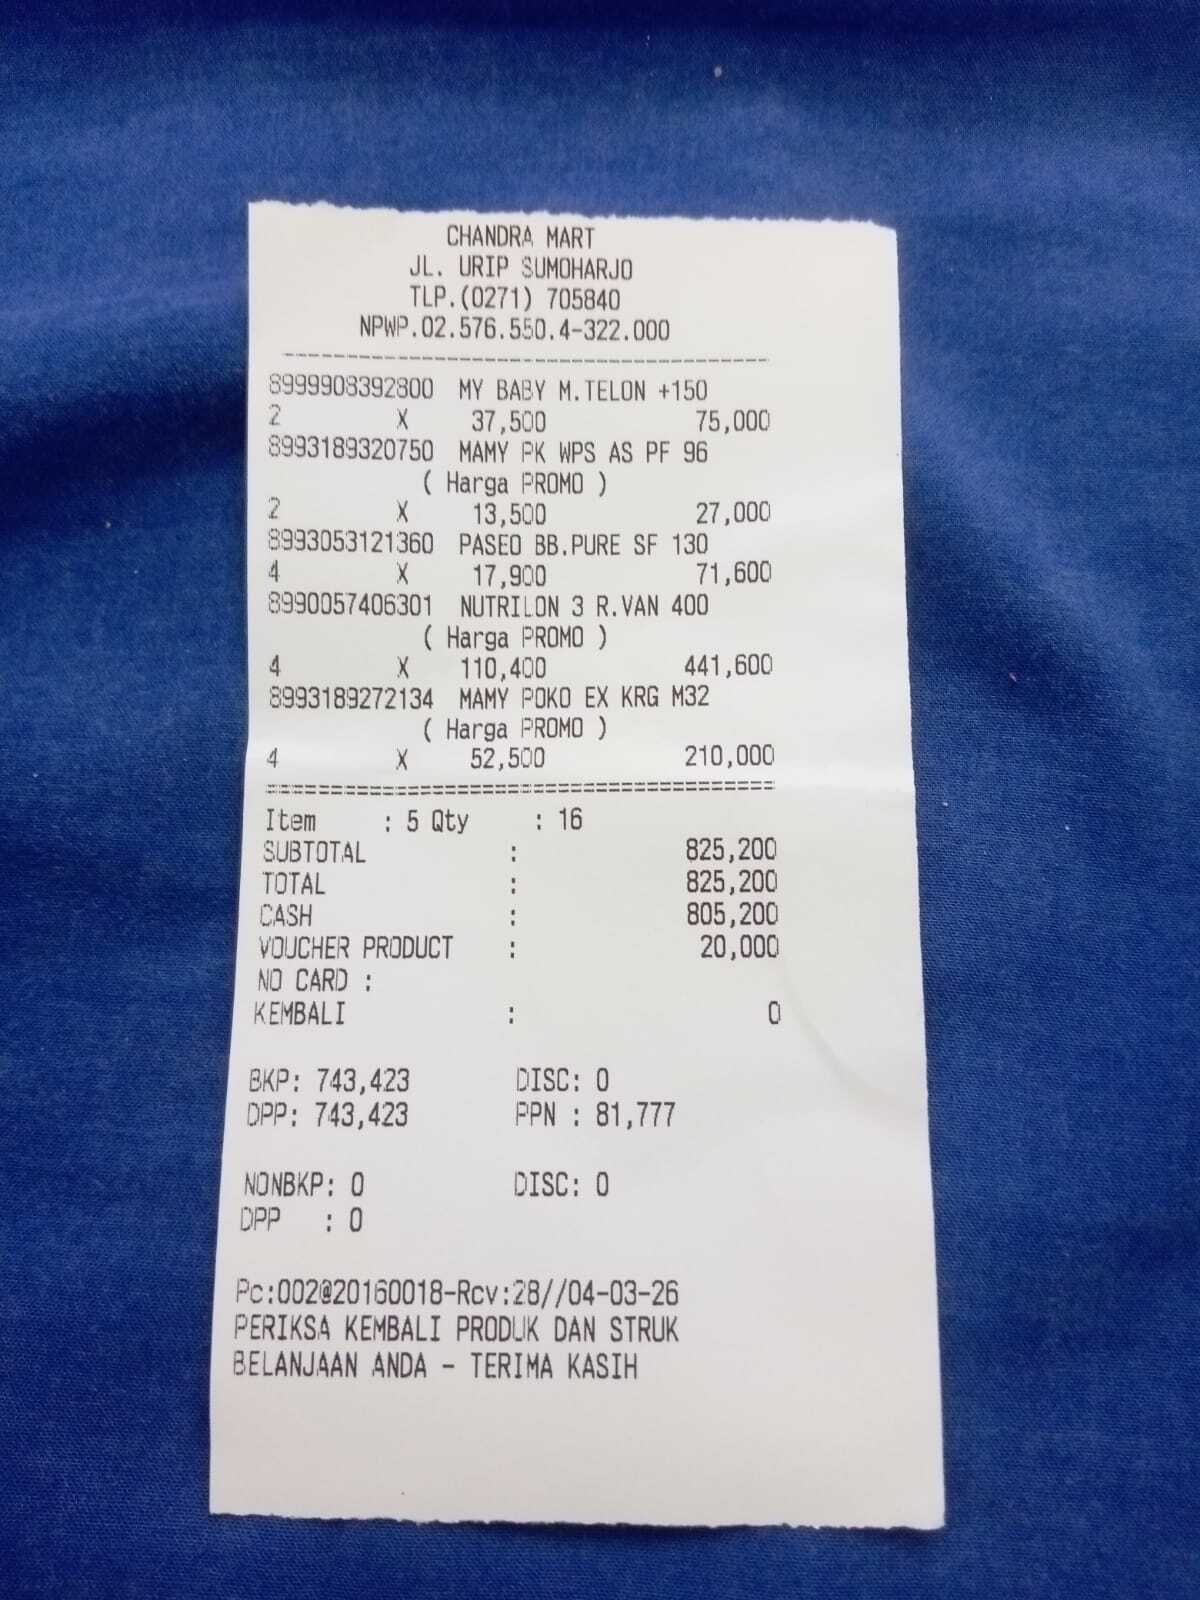 CHANDRA MART
JL. URIP SUMOHARJO
TLP.(0271) 705840
NPWP.02.576.550.4-322.000
----------------------------------------
8999908392800 MY BABY M.TELON +150
2 X 37,500 75,000
8993189320750 MAMY PK WPS AS PF 96
( Harga PROMO )
2 X 13,500 27,000
8993053121360 PASEO BB.PURE SF 130
4 X 17,900 71,600
8990057406301 NUTRILON 3 R.VAN 400
( Harga PROMO )
4 X 110,400 441,600
8993189272134 MAMY POKO EX KRG M32
( Harga PROMO )
4 X 52,500 210,000
========================================
Item : 5 Qty : 16
SUBTOTAL : 825,200
TOTAL : 825,200
CASH : 805,200
VOUCHER PRODUCT : 20,000
NO CARD :
KEMBALI : 0
BKP: 743,423 DISC: 0
DPP: 743,423 PPN : 81,777
NONBKP: 0 DISC: 0
DPP : 0
Pc:002@20160018-Rcv:28//04-03-26
PERIKSA KEMBALI PRODUK DAN STRUK
BELANJAAN ANDA - TERIMA KASIH